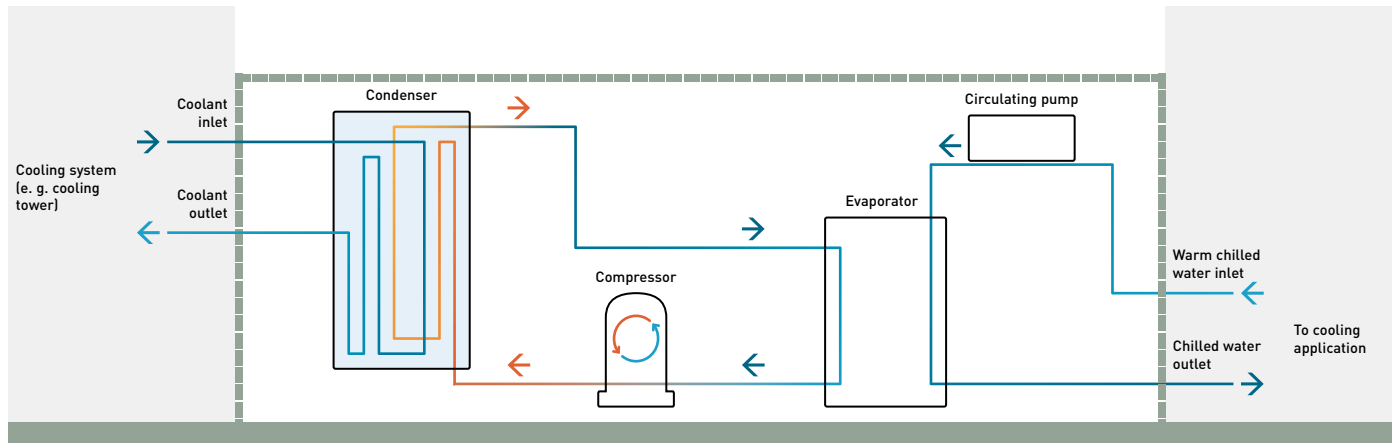 Condenser
Circulating pump
Coolant
inlet
Cooling system
(e. g. cooling
tower)
Coolant
outlet
Evaporator
Compressor
Warm chilled
water inlet
To cooling
application
Chilled water
outlet